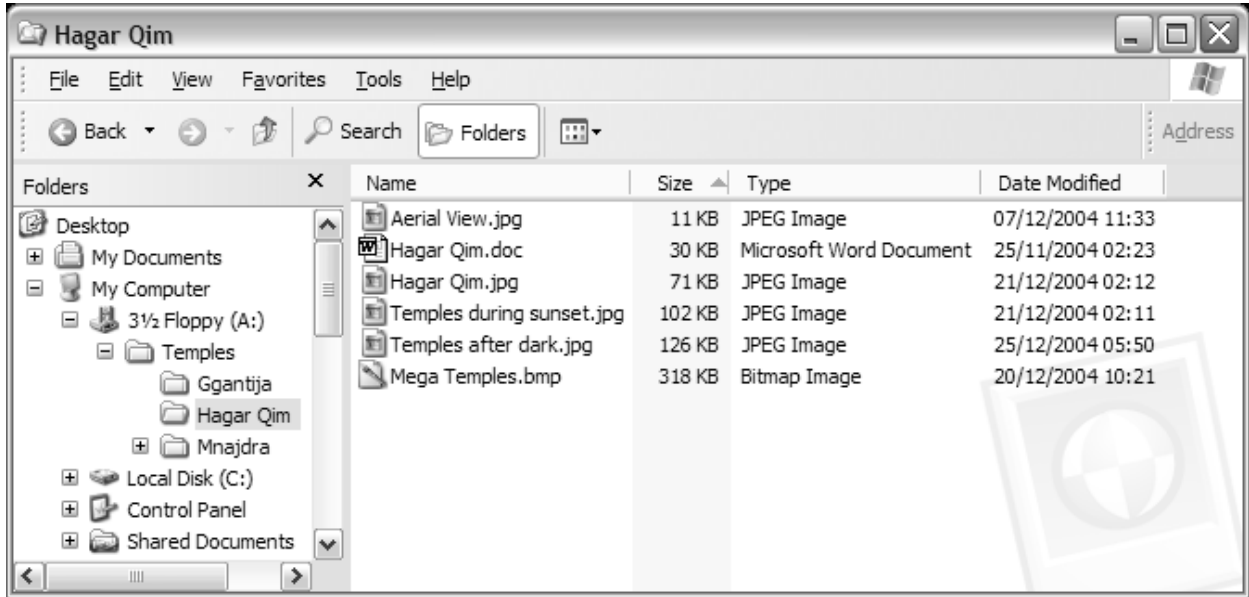 Hagar Qim
File Edit View Favorites Tools Help
Back Search Folders Address
Folders
Desktop
My Documents
My Computer
3½ Floppy (A:)
Temples
Ggantija
Hagar Qim
Mnajdra
Local Disk (C:)
Control Panel
Shared Documents
Name Size Type Date Modified
Aerial View.jpg 11 KB JPEG Image 07/12/2004 11:33
Hagar Qim.doc 30 KB Microsoft Word Document 25/11/2004 02:23
Hagar Qim.jpg 71 KB JPEG Image 21/12/2004 02:12
Temples during sunset.jpg 102 KB JPEG Image 21/12/2004 02:11
Temples after dark.jpg 126 KB JPEG Image 25/12/2004 05:50
Mega Temples.bmp 318 KB Bitmap Image 20/12/2004 10:21